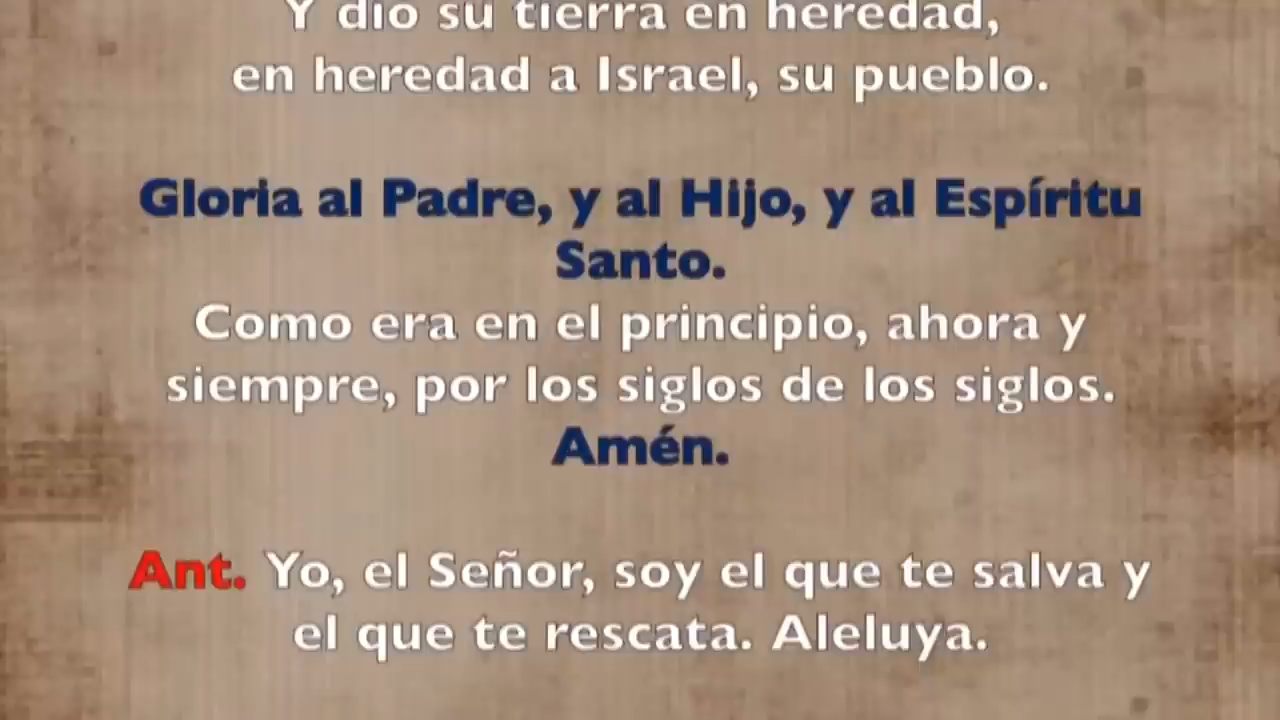 Y dio su tierra en heredad,
en heredad a Israel, su pueblo.
Gloria al Padre, y al Hijo, y al Espíritu
Santo.
Como era en el principio, ahora y
siempre, por los siglos de los siglos.
Amén.
Ant. Yo, el Señor, soy el que te salva y
el que te rescata. Aleluya.